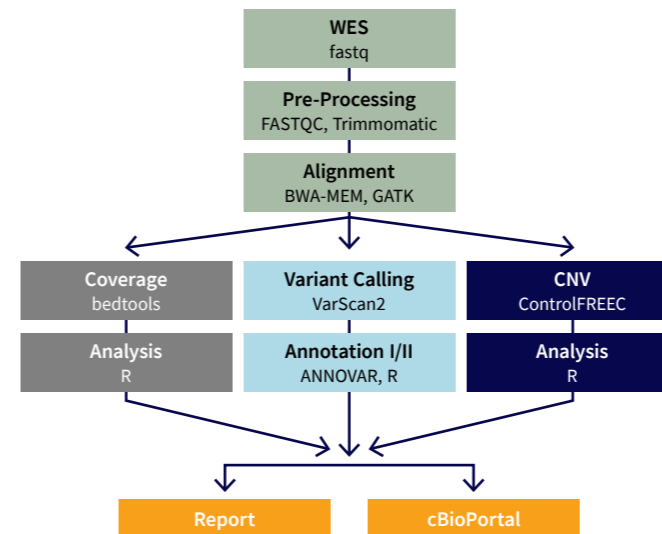 WES
fastq
Pre-Processing
FASTQC, Trimmomatic
Alignment
BWA-MEM, GATK
Coverage
bedtools
Variant Calling
VarScan2
CNV
ControlFREEC
Analysis
R
Annotation I/II
ANNOVAR, R
Analysis
R
Report
cBioPortal